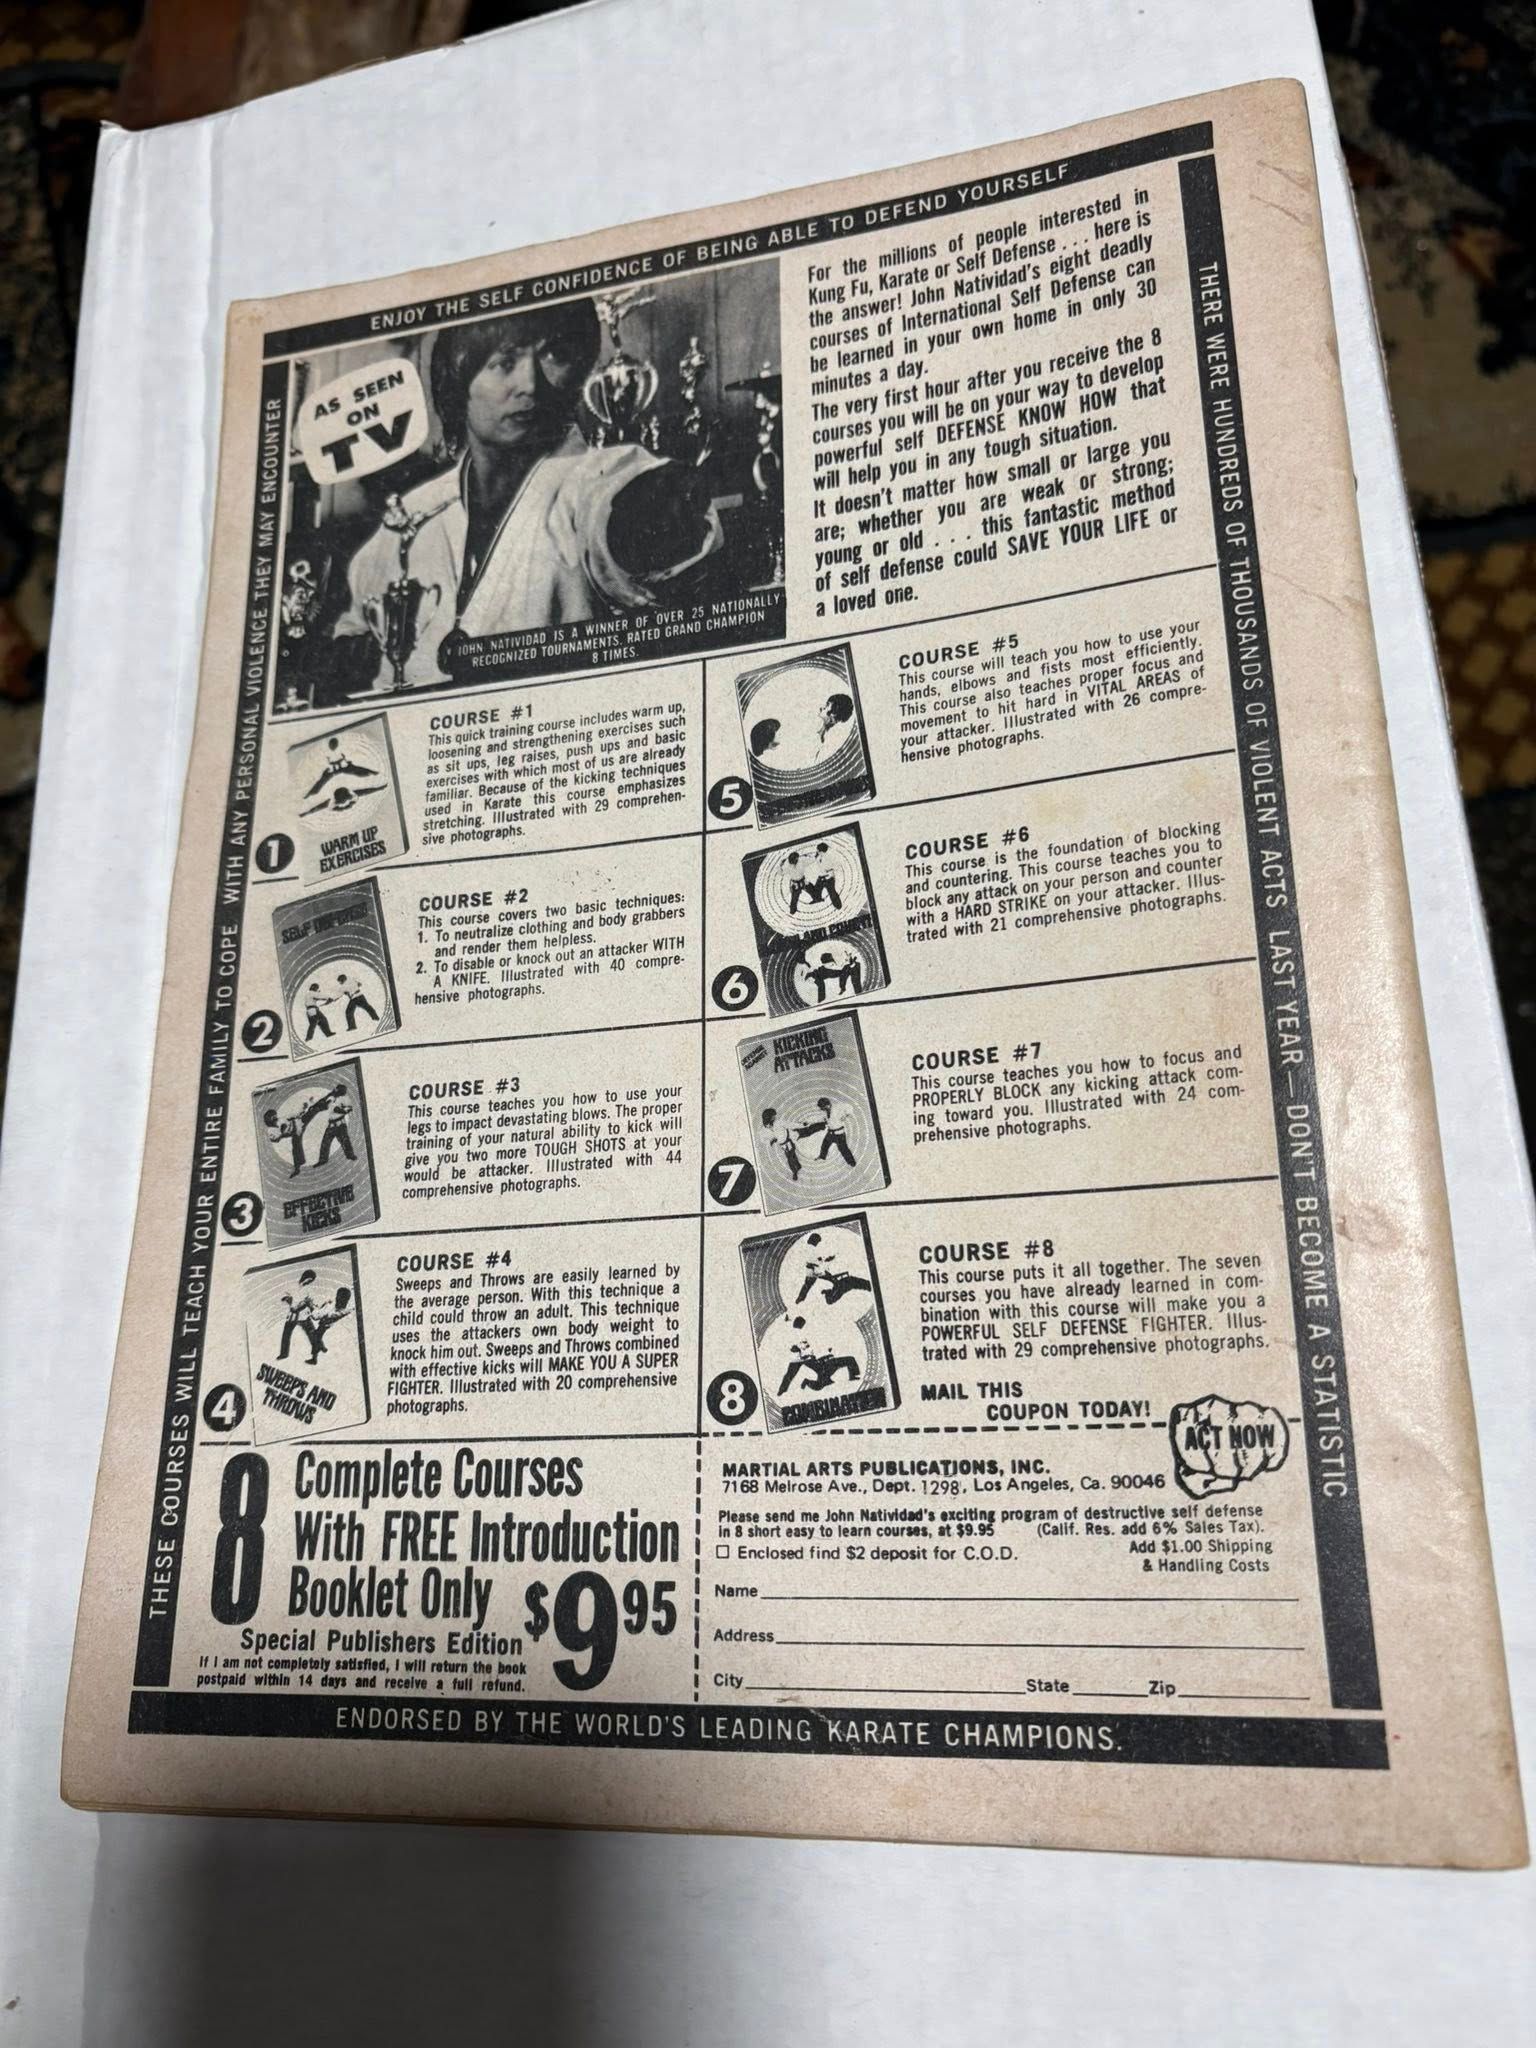 ENJOY THE SELF CONFIDENCE OF BEING ABLE TO DEFEND YOURSELF
AS SEEN
ON
TV
JOHN NATIVIDAD IS A WINNER OF OVER 25 NATIONALLY
RECOGNIZED TOURNAMENTS. RATED GRAND CHAMPION
8 TIMES.
For the millions of people interested in
Kung Fu, Karate or Self Defense . . . here is
the answer! John Natividad's eight deadly
courses of International Self Defense can
be learned in your own home in only 30
minutes a day.
The very first hour after you receive the 8
courses you will be on your way to develop
powerful self DEFENSE KNOW HOW that
will help you in any tough situation.
It doesn't matter how small or large you
are; whether you are weak or strong;
young or old . . . this fantastic method
of self defense could SAVE YOUR LIFE or
a loved one.
THESE COURSES WILL TEACH YOUR ENTIRE FAMILY TO COPE WITH ANY PERSONAL VIOLENCE THEY MAY ENCOUNTER
THERE WERE HUNDREDS OF THOUSANDS OF VIOLENT ACTS LAST YEAR—DON'T BECOME A STATISTIC
1
WARM UP
EXERCISES
COURSE #1
This quick training course includes warm up,
loosening and strengthening exercises such
as sit ups, leg raises, push ups and basic
exercises with which most of us are already
familiar. Because of the kicking techniques
used in Karate this course emphasizes
stretching. Illustrated with 29 comprehen-
sive photographs.
2
SELF DEFENSE
COURSE #2
This course covers two basic techniques:
1. To neutralize clothing and body grabbers
and render them helpless.
2. To disable or knock out an attacker WITH
A KNIFE. Illustrated with 40 compre-
hensive photographs.
3
EFFECTIVE
KICKS
COURSE #3
This course teaches you how to use your
legs to impact devastating blows. The proper
training of your natural ability to kick will
give you two more TOUGH SHOTS at your
would be attacker. Illustrated with 44
comprehensive photographs.
4
SWEEPS AND
THROWS
COURSE #4
Sweeps and Throws are easily learned by
the average person. With this technique a
child could throw an adult. This technique
uses the attackers own body weight to
knock him out. Sweeps and Throws combined
with effective kicks will MAKE YOU A SUPER
FIGHTER. Illustrated with 20 comprehensive
photographs.
5
COURSE #5
This course will teach you how to use your
hands, elbows and fists most efficiently.
This course also teaches proper focus and
movement to hit hard in VITAL AREAS of
your attacker. Illustrated with 26 compre-
hensive photographs.
6
COURSE #6
This course is the foundation of blocking
and countering. This course teaches you to
block any attack on your person and counter
with a HARD STRIKE on your attacker. Illus-
trated with 21 comprehensive photographs.
7
KICKING
ATTACKS
COURSE #7
This course teaches you how to focus and
PROPERLY BLOCK any kicking attack com-
ing toward you. Illustrated with 24 com-
prehensive photographs.
8
COMBINATION
COURSE #8
This course puts it all together. The seven
courses you have already learned in com-
bination with this course will make you a
POWERFUL SELF DEFENSE FIGHTER. Illus-
trated with 29 comprehensive photographs.
MAIL THIS
COUPON TODAY!
ACT NOW
8 Complete Courses
With FREE Introduction
Booklet Only $9.95
Special Publishers Edition
If I am not completely satisfied, I will return the book
postpaid within 14 days and receive a full refund.
MARTIAL ARTS PUBLICATIONS, INC.
7168 Melrose Ave., Dept. 1298, Los Angeles, Ca. 90046
Please send me John Natividad's exciting program of destructive self defense
in 8 short easy to learn courses, at $9.95 (Calif. Res. add 6% Sales Tax).
☐ Enclosed find $2 deposit for C.O.D. Add $1.00 Shipping
& Handling Costs
Name
Address
City State Zip
ENDORSED BY THE WORLD'S LEADING KARATE CHAMPIONS.